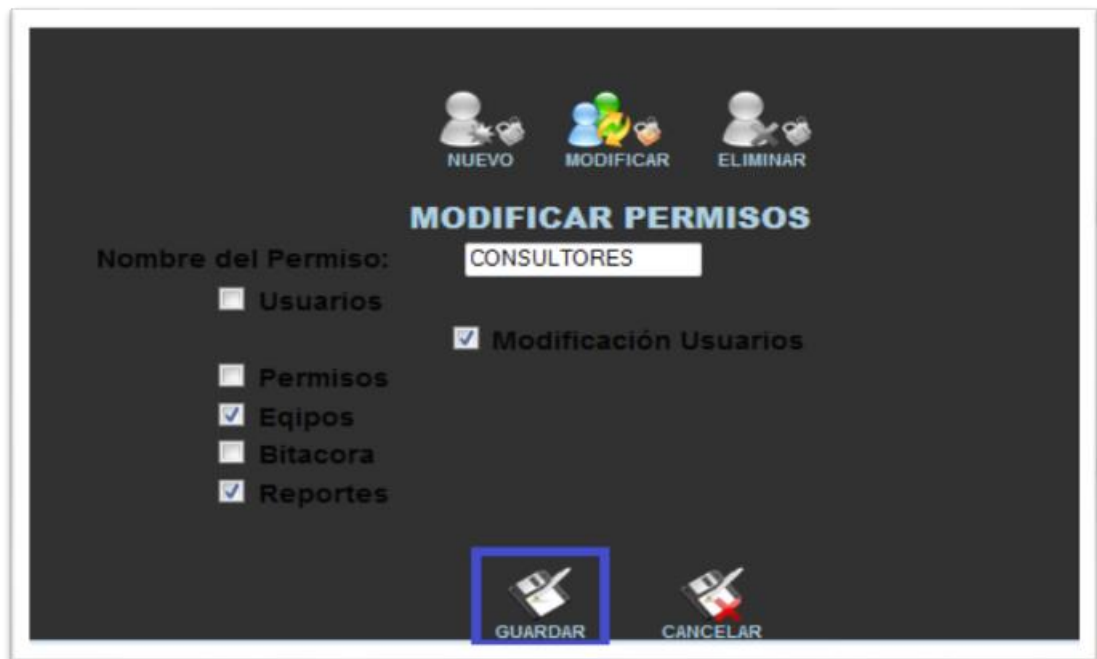 NUEVO MODIFICAR ELIMINAR
MODIFICAR PERMISOS
Nombre del Permiso: CONSULTORES
Usuarios
Modificación Usuarios
Permisos
Eqipos
Bitacora
Reportes
GUARDAR CANCELAR